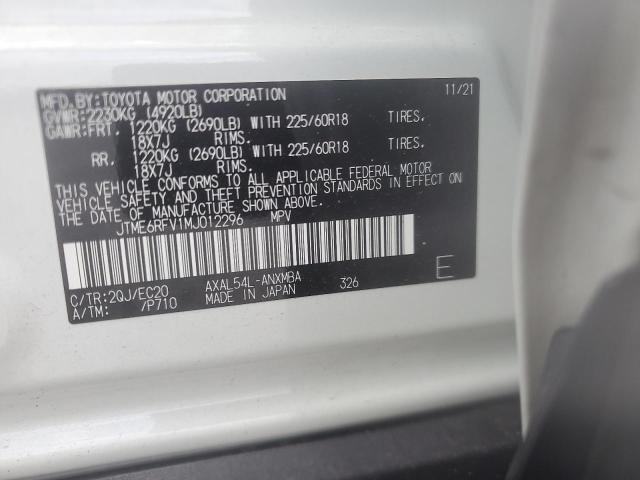 MFD.BY:TOYOTA MOTOR CORPORATION 11/21
GVWR:2230KG (4920LB)
GAWR:FRT. 1220KG (2690LB) WITH 225/60R18 TIRES.
18X7J RIMS.
RR. 1220KG (2690LB) WITH 225/60R18 TIRES.
18X7J RIMS.
THIS VEHICLE CONFORMS TO ALL APPLICABLE FEDERAL MOTOR
VEHICLE SAFETY AND THEFT PREVENTION STANDARDS IN EFFECT ON
THE DATE OF MANUFACTURE SHOWN ABOVE.
JTME6RFV1MJ012296 MPV
C/TR:2QJ/EC20 AXAL54L-ANXMBA 326 E
A/TM: /P710 MADE IN JAPAN